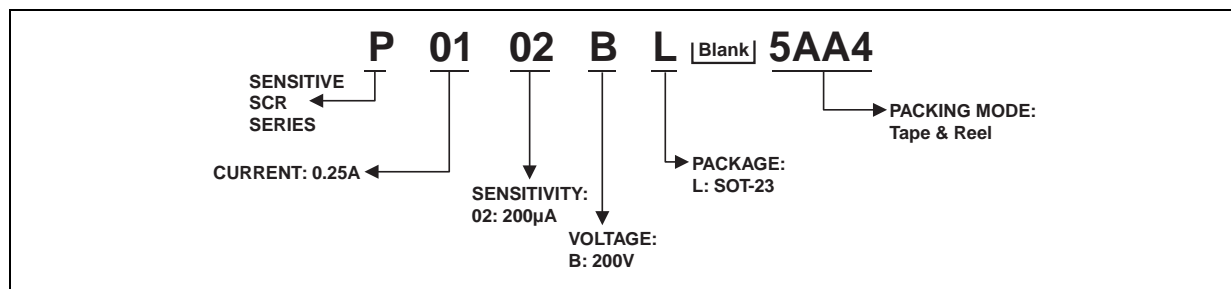 P 01 02 B L Blank 5AA4
SENSITIVE
SCR
SERIES
PACKING MODE:
Tape & Reel
CURRENT: 0.25A
PACKAGE:
L: SOT-23
SENSITIVITY:
02: 200µA
VOLTAGE:
B: 200V